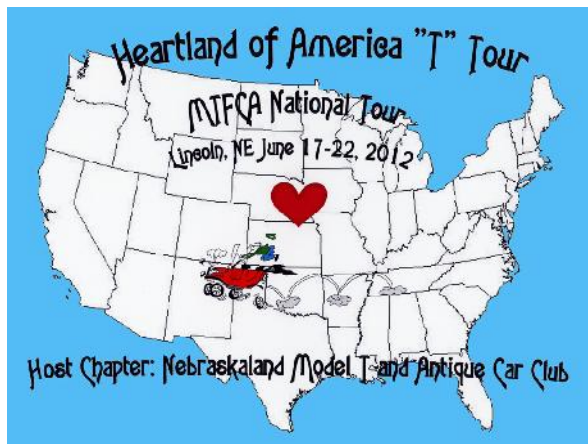 Heartland of America "T" Tour
MTFCA National Tour
Lincoln, NE June 17-22, 2012
Host Chapter: Nebraskaland Model T and Antique Car Club